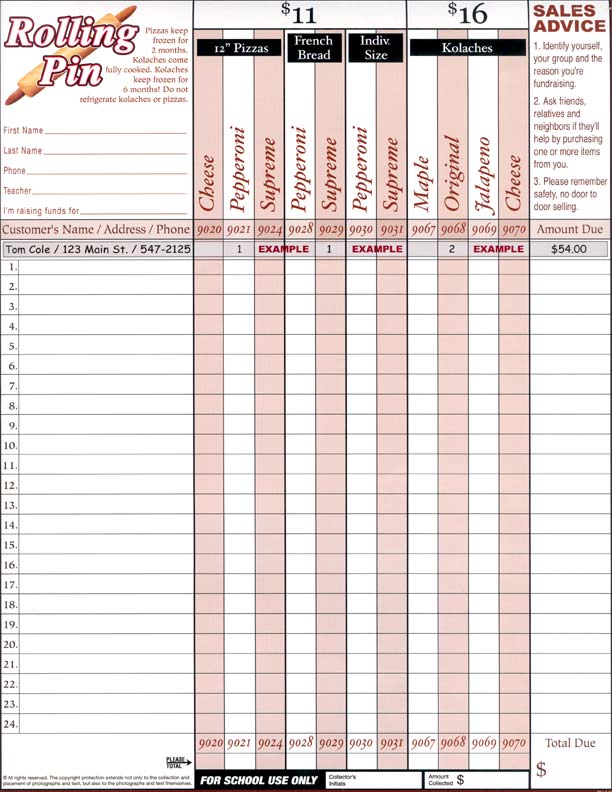 Rolling
Pin
Pizzas keep
frozen for
2 months.
Kolaches come
fully cooked. Kolaches
keep frozen for
6 months! Do not
refrigerate kolaches or pizzas.
First Name
Last Name
Phone
Teacher
I'm raising funds for
$11
$16
12" Pizzas
French
Bread
Indiv.
Size
Kolaches
Cheese
Pepperoni
Supreme
Pepperoni
Supreme
Pepperoni
Supreme
Maple
Original
Jalapeno
Cheese
SALES
ADVICE
1. Identify yourself,
your group and the
reason you're
fundraising.
2. Ask friends,
relatives and
neighbors if they'll
help by purchasing
one or more items
from you.
3. Please remember
safety, no door to
door selling.
Customer's Name / Address / Phone 9020 9021 9024 9028 9029 9030 9031 9067 9068 9069 9070 Amount Due
Tom Cole / 123 Main St. / 547-2125 1 EXAMPLE 1 EXAMPLE 2 EXAMPLE $54.00
1.
2.
3.
4.
5.
6.
7.
8.
9.
10.
11.
12.
13.
14.
15.
16.
17.
18.
19.
20.
21.
22.
23.
24.
9020 9021 9024 9028 9029 9030 9031 9067 9068 9069 9070 Total Due
PLEASE
TOTAL
$
© All rights reserved. The copyright protection extends not only to the collection and
placement of photographs and text, but also to the photographs and text themselves.
FOR SCHOOL USE ONLY
Collector's
Initials
Amount
Collected $